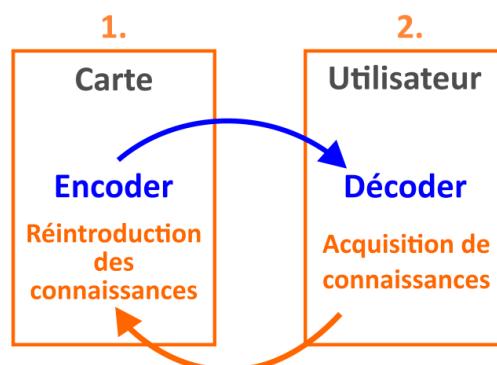 1.
Carte
Encoder
Réintroduction
des
connaissances
2.
Utilisateur
Décoder
Acquisition de
connaissances